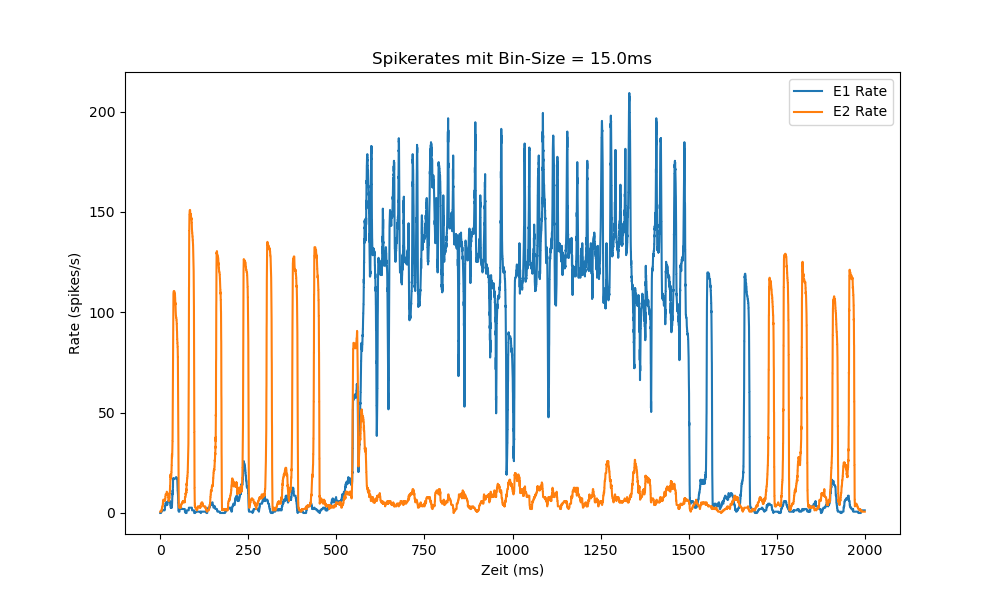 Spikerates mit Bin-Size = 15.0ms
E1 Rate
E2 Rate
Rate (spikes/s)
200
150
100
50
0
0 250 500 750 1000 1250 1500 1750 2000
Zeit (ms)